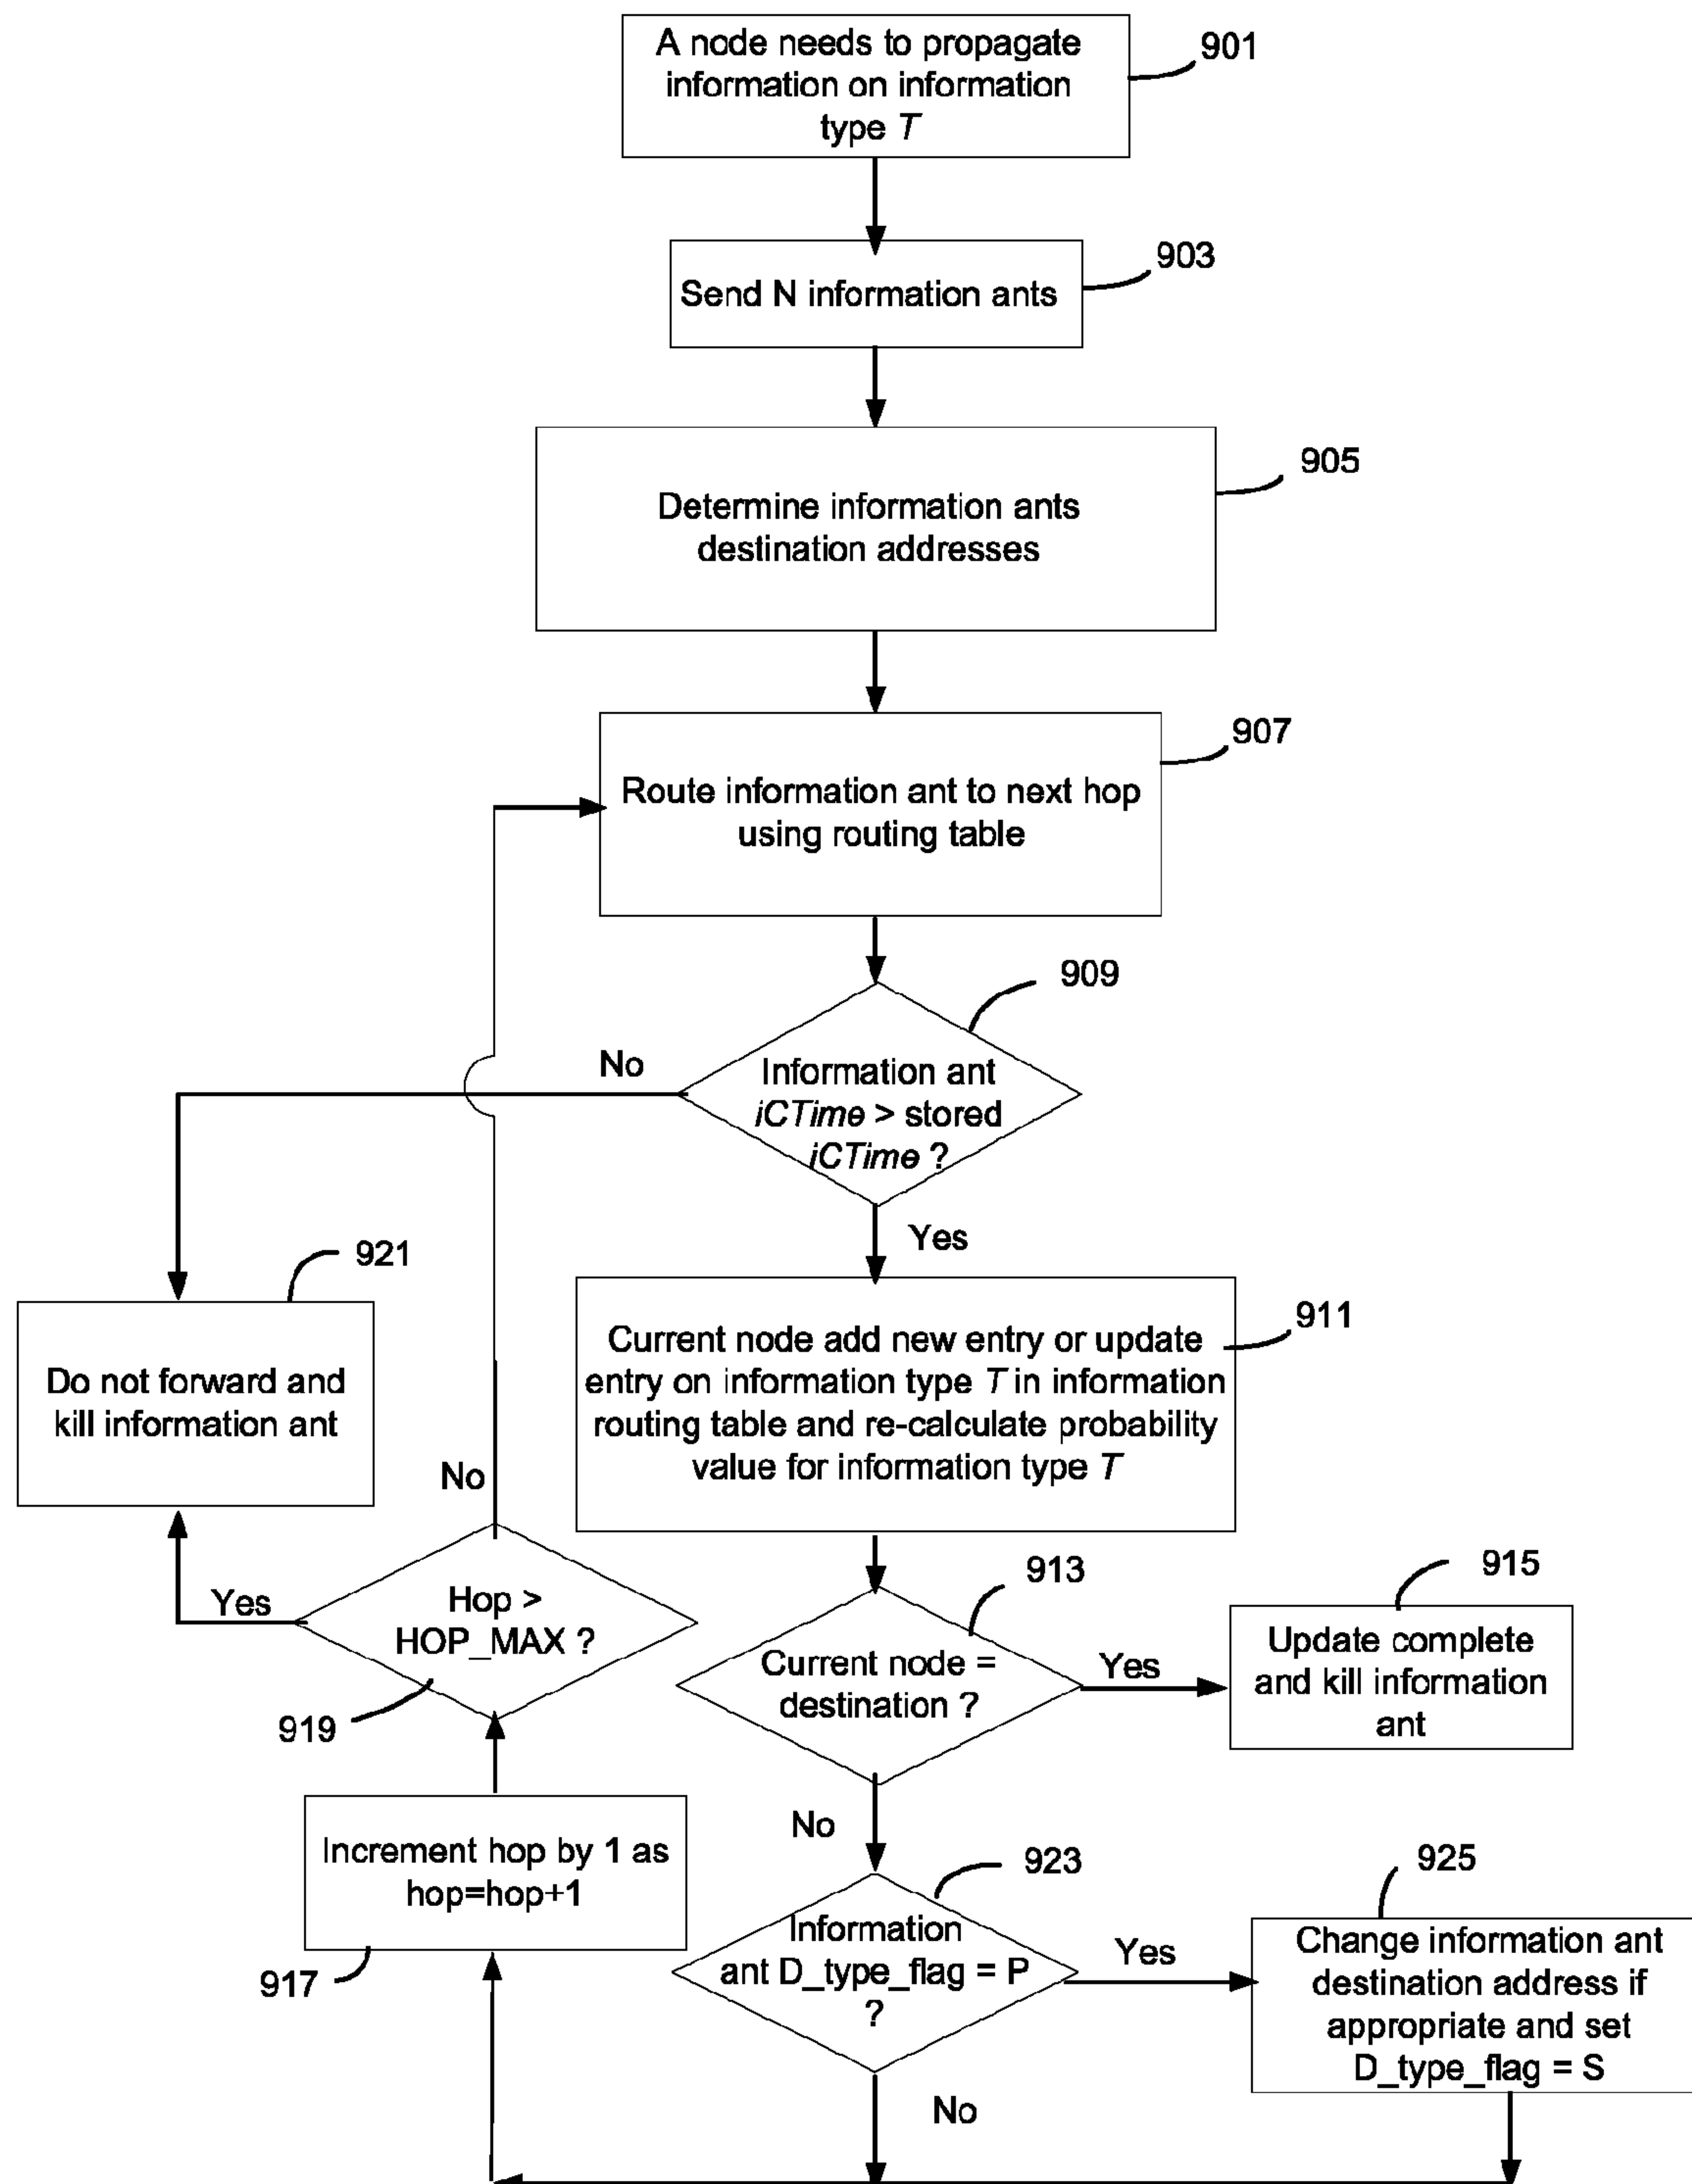 A node needs to propagate
information on information
type T
901
Send N information ants
903
Determine information ants
destination addresses
905
Route information ant to next hop
using routing table
907
909
Information ant
iCTime > stored
iCTime ?
No
Yes
921
Do not forward and
kill information ant
911
Current node add new entry or update
entry on information type T in information
routing table and re-calculate probability
value for information type T
No
Hop >
HOP_MAX ?
Yes
919
913
Current node =
destination ?
Yes
915
Update complete
and kill information
ant
No
Increment hop by 1 as
hop=hop+1
917
923
Information
ant D_type_flag = P
?
Yes
925
Change information ant
destination address if
appropriate and set
D_type_flag = S
No